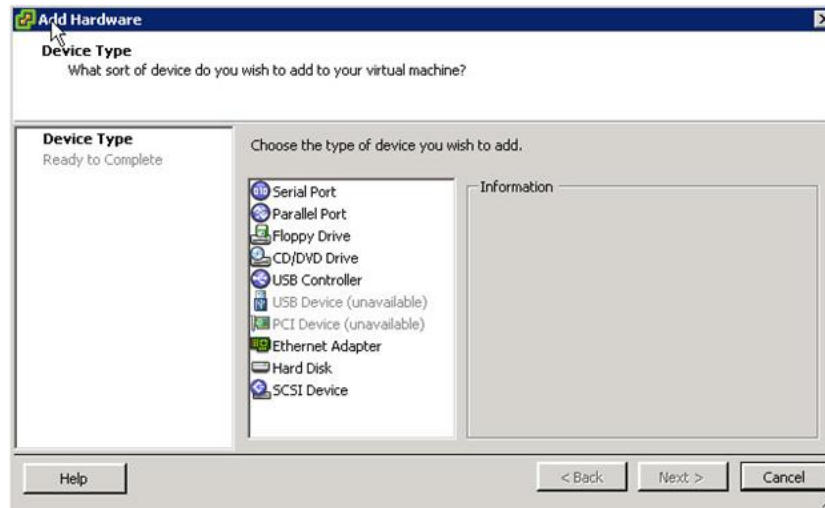 Add Hardware
Device Type
What sort of device do you wish to add to your virtual machine?
Device Type
Ready to Complete
Choose the type of device you wish to add.
Serial Port
Parallel Port
Floppy Drive
CD/DVD Drive
USB Controller
USB Device (unavailable)
PCI Device (unavailable)
Ethernet Adapter
Hard Disk
SCSI Device
Information
Help
< Back
Next >
Cancel